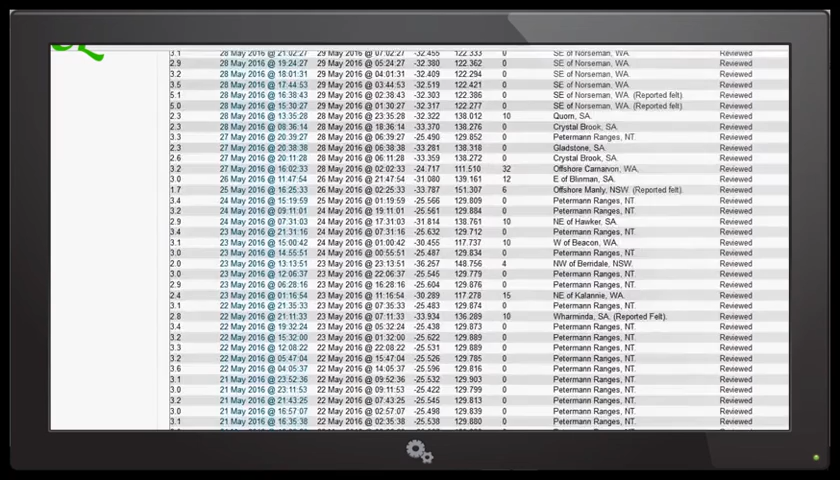 3.1 28 May 2016 @ 21:02:27 29 May 2016 @ 07:02:27 -32.455 122.333 0 SE of Norseman, WA. Reviewed
2.9 28 May 2016 @ 19:24:27 29 May 2016 @ 05:24:27 -32.380 122.362 0 SE of Norseman, WA. Reviewed
3.2 28 May 2016 @ 18:01:31 29 May 2016 @ 04:01:31 -32.409 122.294 0 SE of Norseman, WA. Reviewed
3.5 28 May 2016 @ 17:44:53 29 May 2016 @ 03:44:53 -32.519 122.421 0 SE of Norseman, WA. Reviewed
5.1 28 May 2016 @ 16:38:43 29 May 2016 @ 02:38:43 -32.303 122.386 0 SE of Norseman, WA. (Reported felt). Reviewed
5.0 28 May 2016 @ 15:30:27 29 May 2016 @ 01:30:27 -32.317 122.277 0 SE of Norseman, WA. (Reported felt) Reviewed
2.3 28 May 2016 @ 13:35:28 28 May 2016 @ 23:35:28 -32.322 138.012 10 Quorn, SA. Reviewed
2.3 28 May 2016 @ 08:36:14 28 May 2016 @ 18:36:14 -33.370 138.276 0 Crystal Brook, SA. Reviewed
3.3 27 May 2016 @ 20:39:27 28 May 2016 @ 06:39:27 -25.490 129.852 0 Petermann Ranges, NT. Reviewed
2.3 27 May 2016 @ 20:38:38 28 May 2016 @ 06:38:38 -33.281 138.318 0 Gladstone, SA. Reviewed
2.6 27 May 2016 @ 20:11:28 28 May 2016 @ 06:11:28 -33.359 138.272 0 Crystal Brook, SA. Reviewed
3.2 27 May 2016 @ 16:02:33 28 May 2016 @ 02:02:33 -24.717 111.510 32 Offshore Carnarvon, WA. Reviewed
3.0 26 May 2016 @ 11:47:54 26 May 2016 @ 21:47:54 -31.080 139.161 12 E of Blinman, SA. Reviewed
1.7 25 May 2016 @ 16:25:33 26 May 2016 @ 02:25:33 -33.787 151.307 6 Offshore Manly, NSW. (Reported felt). Reviewed
3.4 24 May 2016 @ 15:19:59 25 May 2016 @ 01:19:59 -25.566 129.809 0 Petermann Ranges, NT. Reviewed
3.2 24 May 2016 @ 09:11:01 24 May 2016 @ 19:11:01 -25.561 129.884 0 Petermann Ranges, NT. Reviewed
2.9 24 May 2016 @ 07:31:03 24 May 2016 @ 17:31:03 -31.814 138.761 10 NE of Hawker, SA. Reviewed
3.4 23 May 2016 @ 21:31:16 24 May 2016 @ 07:31:16 -25.632 129.712 0 Petermann Ranges, NT. Reviewed
3.1 23 May 2016 @ 15:00:42 24 May 2016 @ 01:00:42 -30.455 117.737 10 W of Beacon, WA. Reviewed
3.0 23 May 2016 @ 14:55:51 24 May 2016 @ 00:55:51 -25.487 129.834 0 Petermann Ranges, NT. Reviewed
2.0 23 May 2016 @ 13:13:51 23 May 2016 @ 23:13:51 -36.257 148.756 4 NW of Berridale, NSW. Reviewed
3.0 23 May 2016 @ 12:06:37 23 May 2016 @ 22:06:37 -25.545 129.779 0 Petermann Ranges, NT. Reviewed
2.9 23 May 2016 @ 06:28:16 23 May 2016 @ 16:28:16 -25.604 129.876 0 Petermann Ranges, NT. Reviewed
2.4 23 May 2016 @ 01:16:54 23 May 2016 @ 11:16:54 -30.289 117.278 15 NE of Kalannie, WA. Reviewed
3.1 22 May 2016 @ 21:35:33 23 May 2016 @ 07:35:33 -25.483 129.874 0 Petermann Ranges, NT. Reviewed
2.8 22 May 2016 @ 21:11:33 23 May 2016 @ 07:11:33 -33.934 136.289 10 Wharminda, SA. (Reported Felt). Reviewed
3.4 22 May 2016 @ 19:32:24 23 May 2016 @ 05:32:24 -25.438 129.873 0 Petermann Ranges, NT. Reviewed
3.2 22 May 2016 @ 15:32:00 23 May 2016 @ 01:32:00 -25.622 129.889 0 Petermann Ranges, NT. Reviewed
3.3 22 May 2016 @ 12:08:22 22 May 2016 @ 22:08:22 -25.531 129.889 0 Petermann Ranges, NT. Reviewed
3.2 22 May 2016 @ 05:47:04 22 May 2016 @ 15:47:04 -25.526 129.785 0 Petermann Ranges, NT. Reviewed
3.6 22 May 2016 @ 04:05:37 22 May 2016 @ 14:05:37 -25.536 129.816 0 Petermann Ranges, NT. Reviewed
3.1 21 May 2016 @ 23:52:36 22 May 2016 @ 09:52:36 -25.532 129.903 0 Petermann Ranges, NT. Reviewed
3.0 21 May 2016 @ 23:11:53 22 May 2016 @ 09:11:53 -25.422 129.799 0 Petermann Ranges, NT. Reviewed
3.2 21 May 2016 @ 21:43:25 22 May 2016 @ 07:43:25 -25.545 129.813 0 Petermann Ranges, NT. Reviewed
3.0 21 May 2016 @ 16:57:07 22 May 2016 @ 02:57:07 -25.498 129.839 0 Petermann Ranges, NT. Reviewed
3.1 21 May 2016 @ 16:35:38 22 May 2016 @ 02:35:38 -25.538 129.880 0 Petermann Ranges, NT. Reviewed